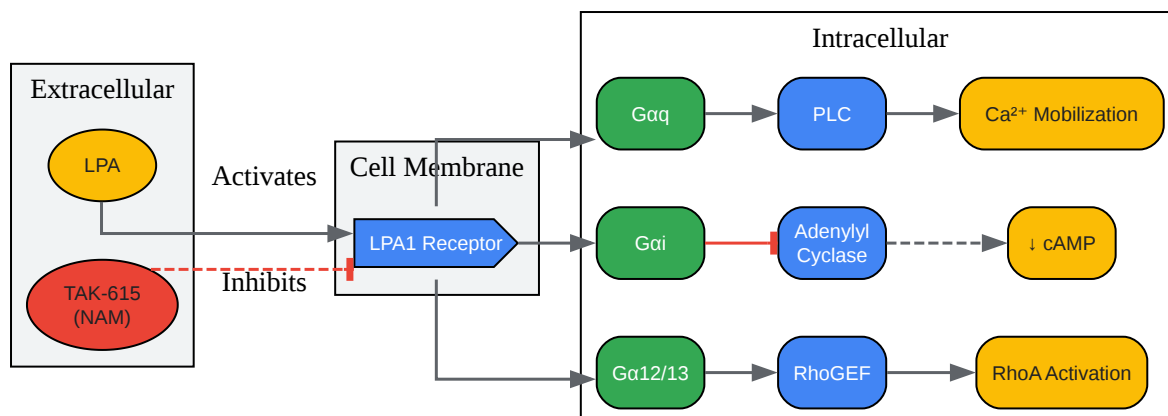 Extracellular
LPA
TAK-615
(NAM)
Activates
Inhibits
Cell Membrane
LPA1 Receptor
Intracellular
Gαq
PLC
Ca²⁺ Mobilization
Gαi
Adenylyl
Cyclase
↓ cAMP
Gα12/13
RhoGEF
RhoA Activation